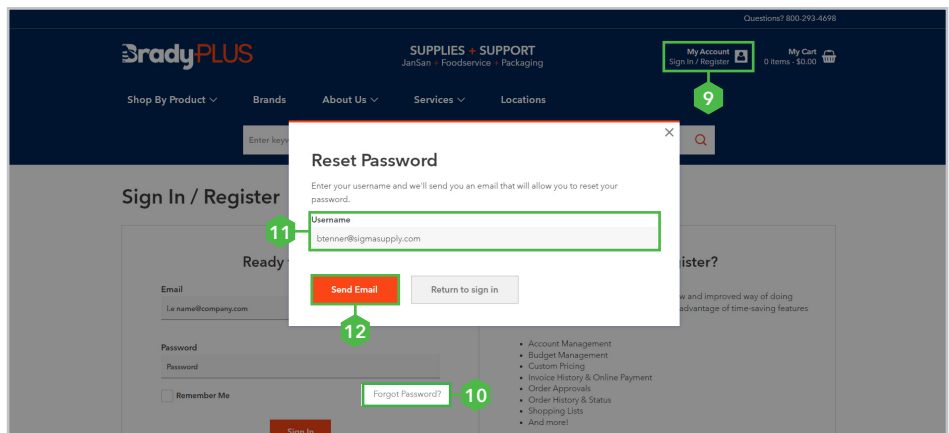 Questions? 800-293-4698
BradyPLUS
SUPPLIES + SUPPORT
JanSan + Foodservice + Packaging
My Account
Sign In / Register
My Cart
0 items - $0.00
9
Shop By Product
Brands
About Us
Services
Locations
Enter keyw
Reset Password
Enter your username and we'll send you an email that will allow you to reset your
password.
Username
11
btenner@sigmasupply.com
Send Email
Return to sign in
12
Sign In / Register
Ready
Email
I.e name@company.com
Password
Password
Remember Me
Forgot Password?
10
Sign In
ister?
w and improved way of doing
advantage of time-saving features
• Account Management
• Budget Management
• Custom Pricing
• Invoice History & Online Payment
• Order Approvals
• Order History & Status
• Shopping Lists
• And more!